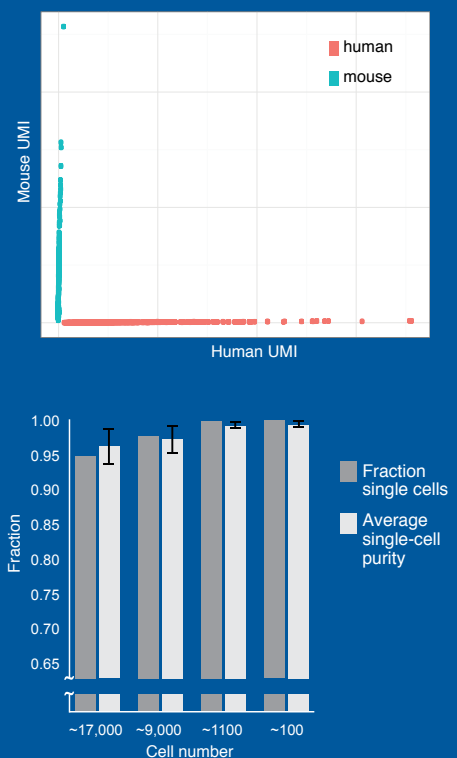 human
mouse
Mouse UMI
Human UMI
1.00
0.95
0.90
0.85
0.80
0.75
0.70
0.65
Fraction
~
~
Fraction
single cells
Average
single-cell
purity
~17,000 ~9,000 ~1100 ~100
Cell number